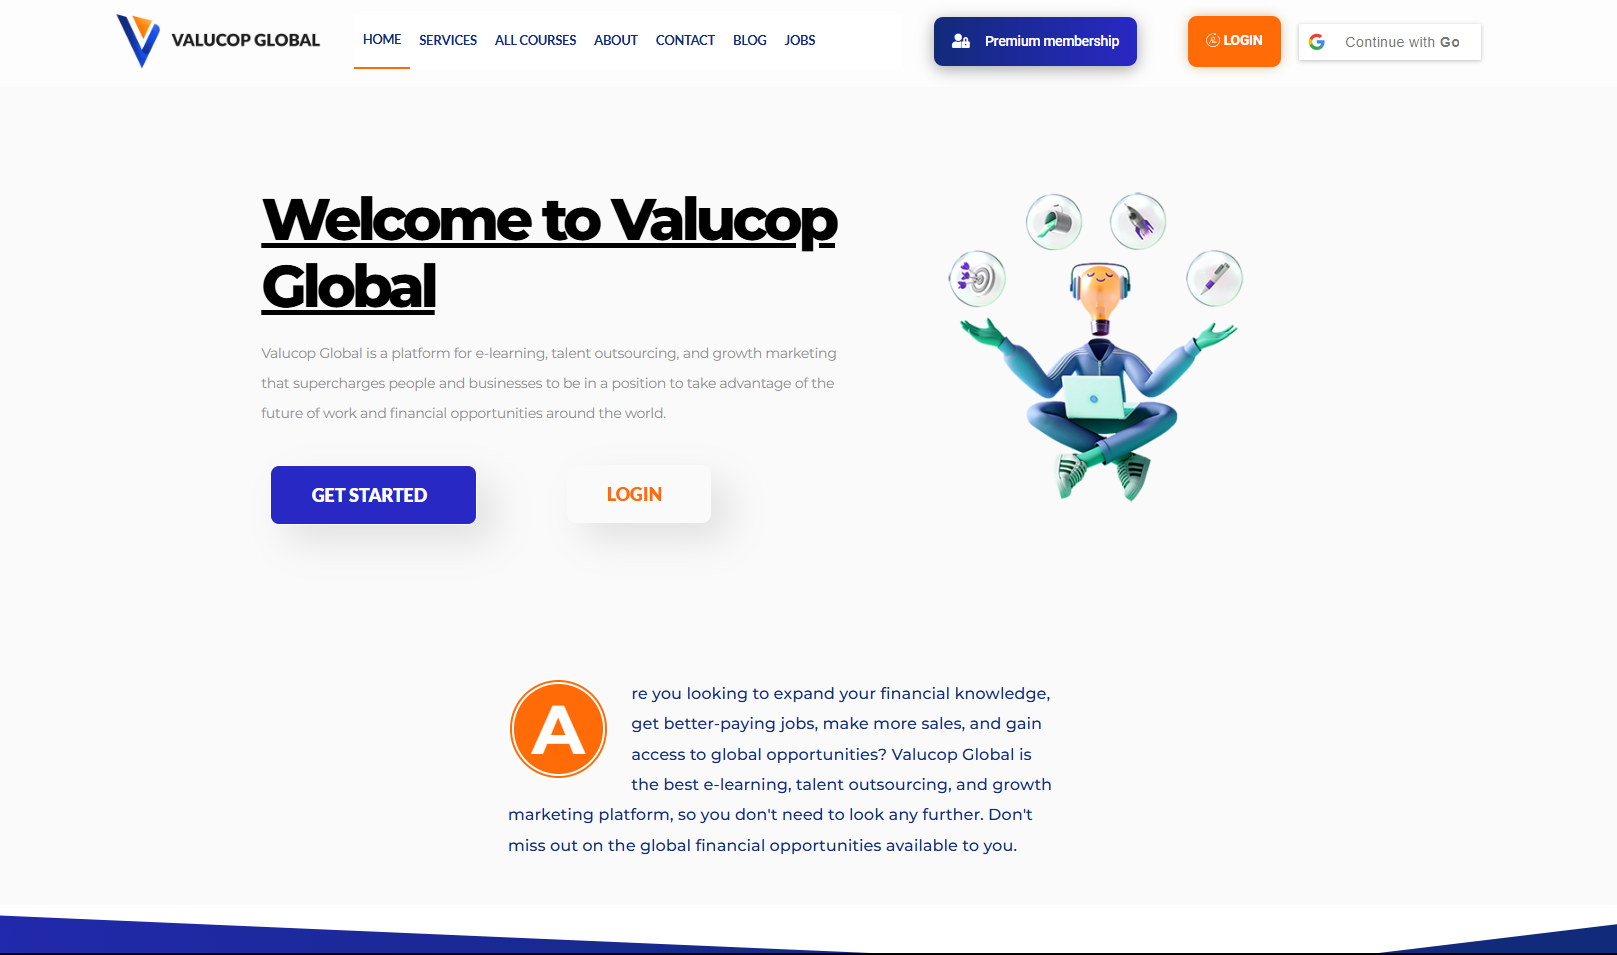 VALUCOP GLOBAL
HOME SERVICES ALL COURSES ABOUT CONTACT BLOG JOBS
Premium membership
LOGIN
Continue with Go
Welcome to Valucop
Global
Valucop Global is a platform for e-learning, talent outsourcing, and growth marketing
that supercharges people and businesses to be in a position to take advantage of the
future of work and financial opportunities around the world.
GET STARTED
LOGIN
Are you looking to expand your financial knowledge,
get better-paying jobs, make more sales, and gain
access to global opportunities? Valucop Global is
the best e-learning, talent outsourcing, and growth
marketing platform, so you don't need to look any further. Don't
miss out on the global financial opportunities available to you.